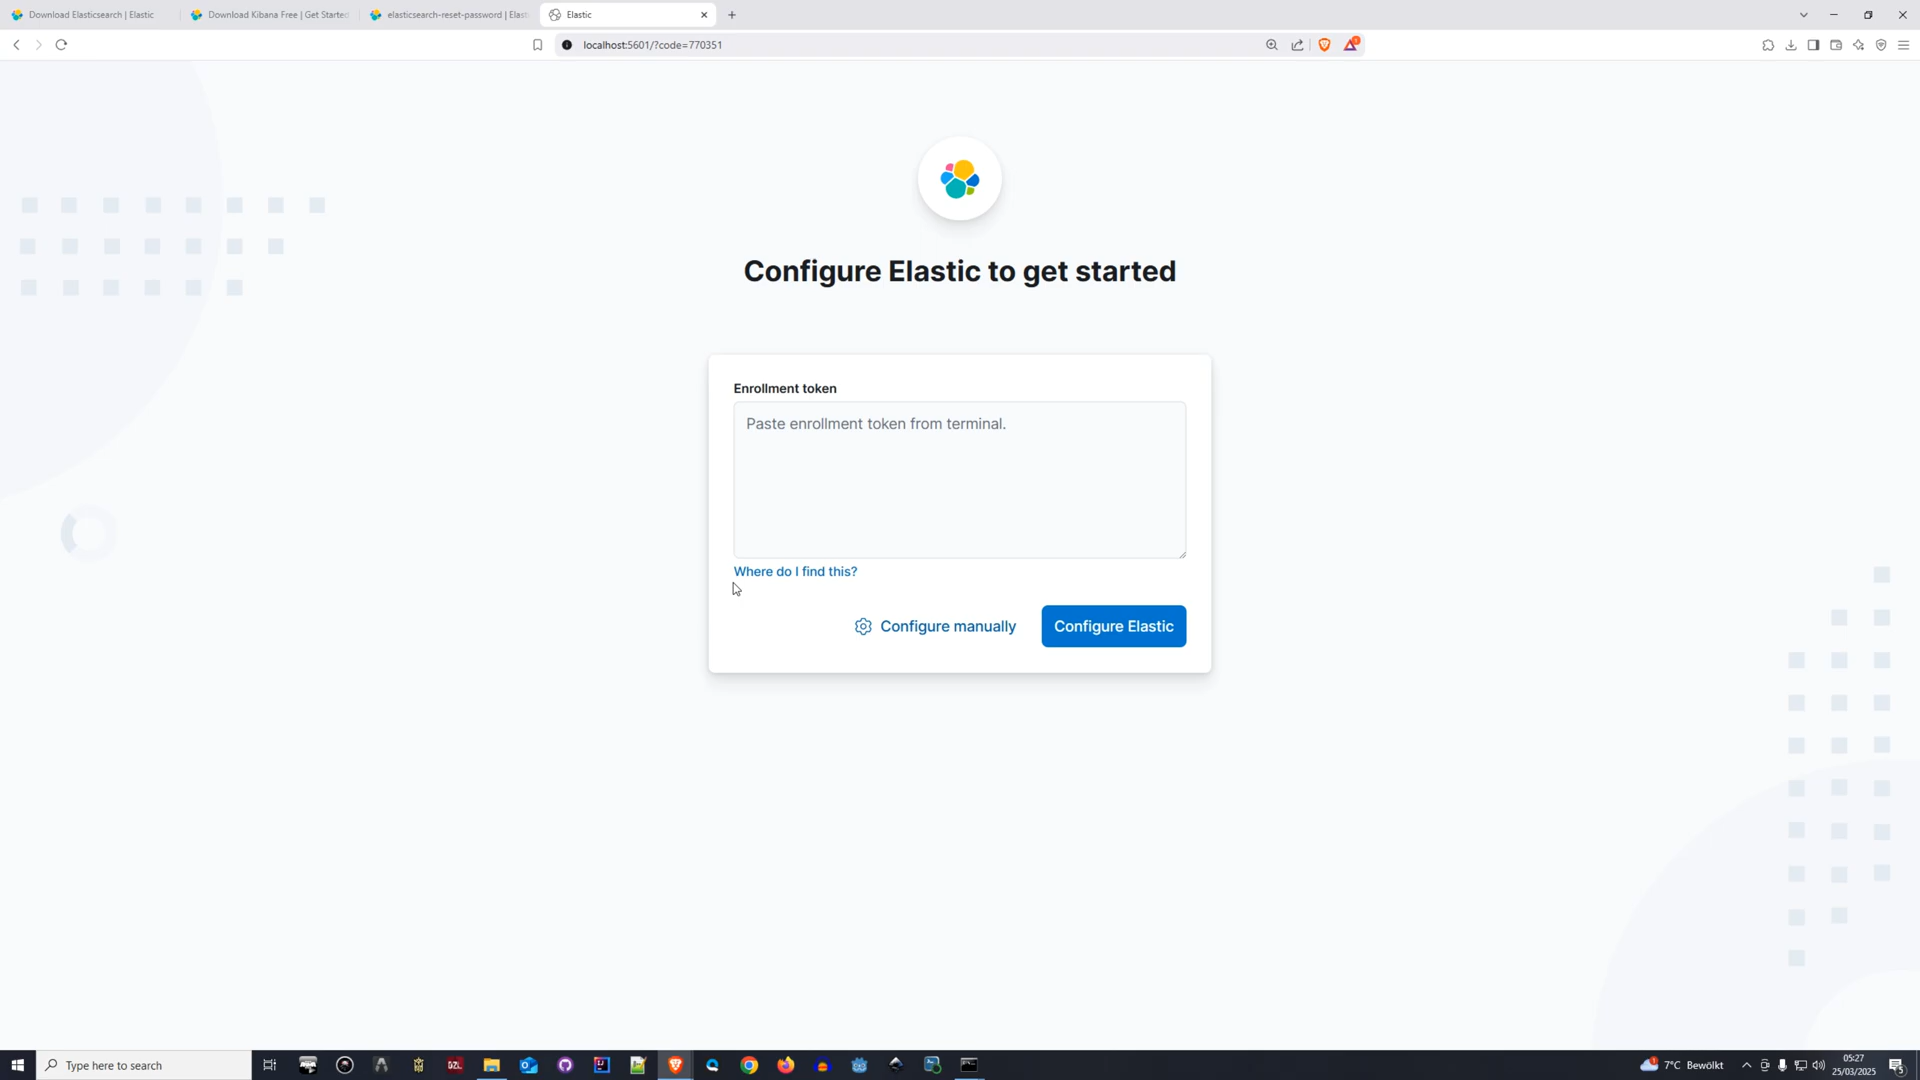 Download Elasticsearch | Elastic
Download Kibana Free | Get Started
elasticsearch-reset-password | Elast
Elastic
localhost:5601/?code=770351
Configure Elastic to get started
Enrollment token
Paste enrollment token from terminal.
Where do I find this?
Configure manually
Configure Elastic
Type here to search
DZL
7°C Bewölkt
05:27
25/03/2025